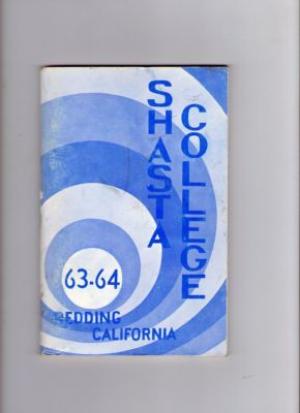 SHASTA
COLLEGE
63-64
REDDING
CALIFORNIA